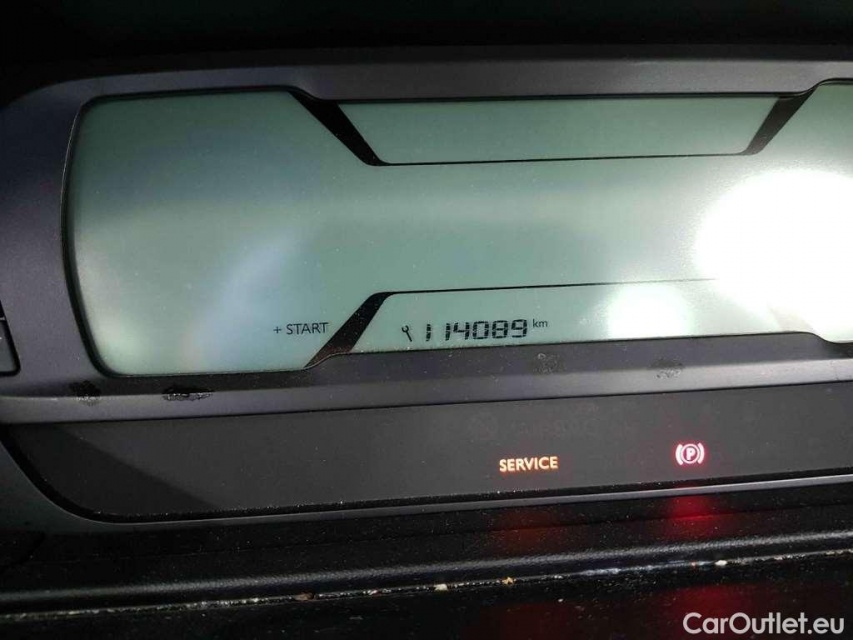 + START
114089 km
SERVICE
(P)
CarOutlet.eu